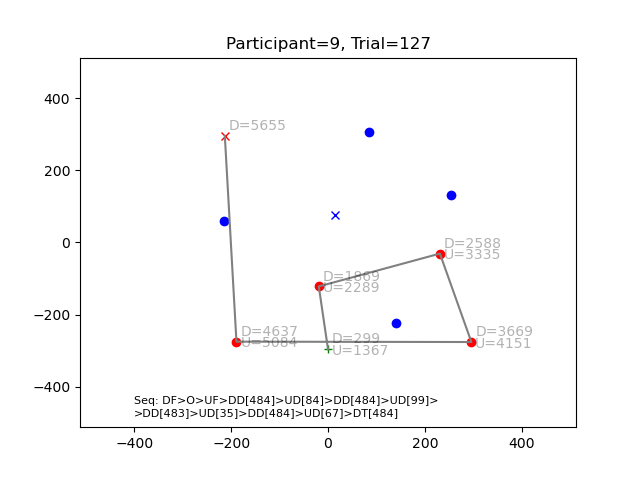 Participant=9, Trial=127
400
200
0
−200
−400
−400
−200
0
200
400
D=5655
D=2588
U=3335
D=1869
U=2289
D=4637
U=5084
D=299
U=1367
D=3669
U=4151
Seq: DF>O>UF>DD[484]>UD[84]>DD[484]>UD[99]>
>DD[483]>UD[35]>DD[484]>UD[67]>DT[484]